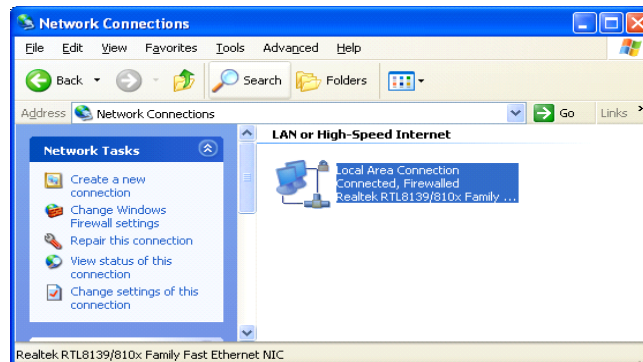 Network Connections
File Edit View Favorites Tools Advanced Help
Back Search Folders
Address Network Connections Go Links
Network Tasks
Create a new
connection
Change Windows
Firewall settings
Repair this connection
View status of this
connection
Change settings of this
connection
LAN or High-Speed Internet
Local Area Connection
Connected, Firewalled
Realtek RTL8139/810x Family ...
Realtek RTL8139/810x Family Fast Ethernet NIC